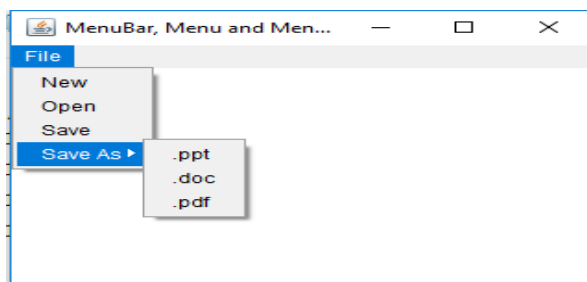 MenuBar, Menu and Men...
File
New
Open
Save
Save As
.ppt
.doc
.pdf